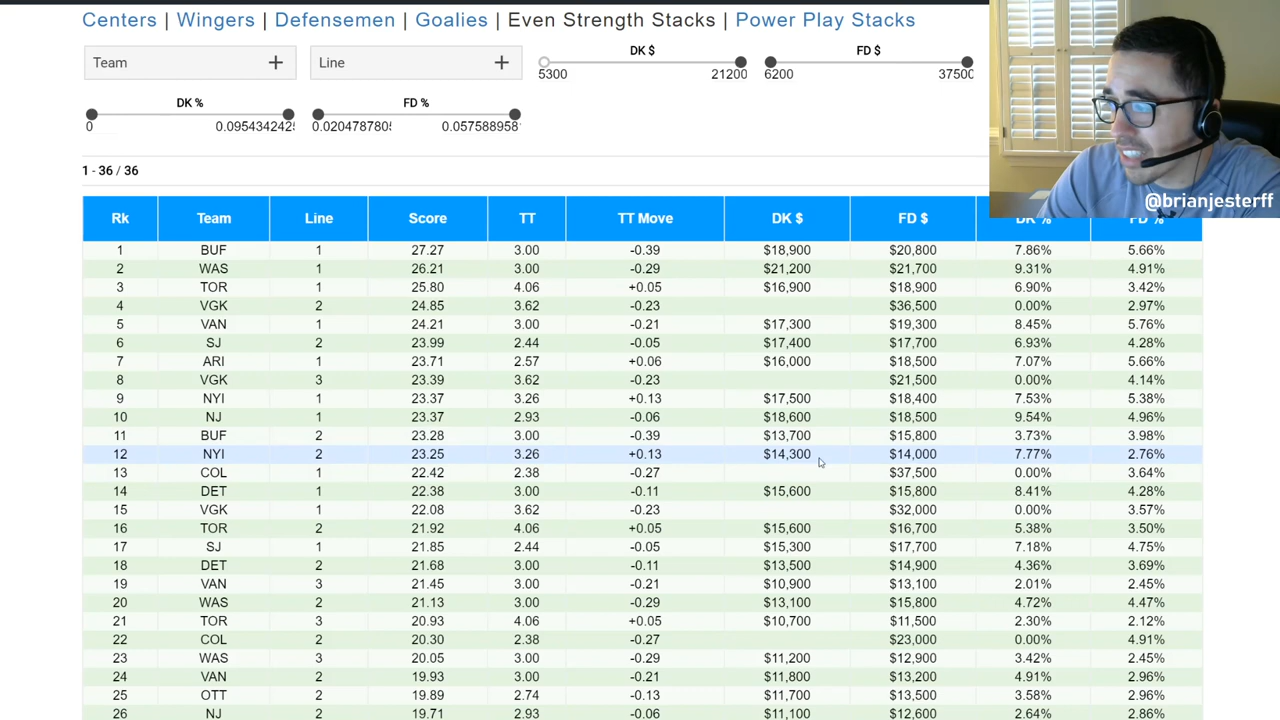 Centers | Wingers | Defensemen | Goalies | Even Strength Stacks | Power Play Stacks
Team + Line + DK $ FD $
5300 21200 6200 37500
DK % FD %
0 0.095434242 0.020478780 0.05758895
1 - 36 / 36
@brianjesterff
Rk Team Line Score TT TT Move DK $ FD $ DK % FD %
1 BUF 1 27.27 3.00 -0.39 $18,900 $20,800 7.86% 5.66%
2 WAS 1 26.21 3.00 -0.29 $21,200 $21,700 9.31% 4.91%
3 TOR 1 25.80 4.06 +0.05 $16,900 $18,900 6.90% 3.42%
4 VGK 2 24.85 3.62 -0.23 $36,500 0.00% 2.97%
5 VAN 1 24.21 3.00 -0.21 $17,300 $19,300 8.45% 5.76%
6 SJ 2 23.99 2.44 -0.05 $17,400 $17,700 6.93% 4.28%
7 ARI 1 23.71 2.57 +0.06 $16,000 $18,500 7.07% 5.66%
8 VGK 3 23.39 3.62 -0.23 $21,500 0.00% 4.14%
9 NYI 1 23.37 3.26 +0.13 $17,500 $18,400 7.53% 5.38%
10 NJ 1 23.37 2.93 -0.06 $18,600 $18,500 9.54% 4.96%
11 BUF 2 23.28 3.00 -0.39 $13,700 $15,800 3.73% 3.98%
12 NYI 2 23.25 3.26 +0.13 $14,300 $14,000 7.77% 2.76%
13 COL 1 22.42 2.38 -0.27 $37,500 0.00% 3.64%
14 DET 1 22.38 3.00 -0.11 $15,600 $15,800 8.41% 4.28%
15 VGK 1 22.08 3.62 -0.23 $32,000 0.00% 3.57%
16 TOR 2 21.92 4.06 +0.05 $15,600 $16,700 5.38% 3.50%
17 SJ 1 21.85 2.44 -0.05 $15,300 $17,700 7.18% 4.75%
18 DET 2 21.68 3.00 -0.11 $13,500 $14,900 4.36% 3.69%
19 VAN 3 21.45 3.00 -0.21 $10,900 $13,100 2.01% 2.45%
20 WAS 2 21.13 3.00 -0.29 $13,100 $15,800 4.72% 4.47%
21 TOR 3 20.93 4.06 +0.05 $10,700 $11,500 2.30% 2.12%
22 COL 2 20.30 2.38 -0.27 $23,000 0.00% 4.91%
23 WAS 3 20.05 3.00 -0.29 $11,200 $12,900 3.42% 2.45%
24 VAN 2 19.93 3.00 -0.21 $11,800 $13,200 4.91% 2.96%
25 OTT 2 19.89 2.74 -0.13 $11,700 $13,500 3.58% 2.96%
26 NJ 2 19.71 2.93 -0.06 $11,100 $12,600 2.64% 2.86%